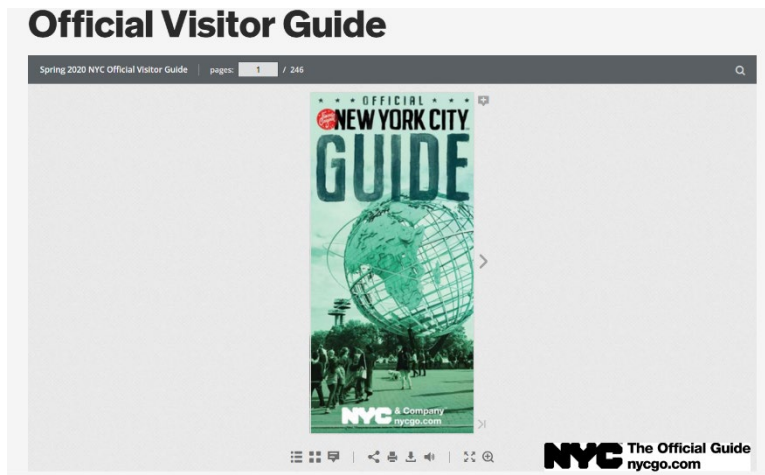 Official Visitor Guide
Spring 2020 NYC Official Visitor Guide | pages: 1 / 246
* * * OFFICIAL * * *
NEW YORK CITY
GUIDE
NYC & Company
nycgo.com
NYC The Official Guide
nycgo.com